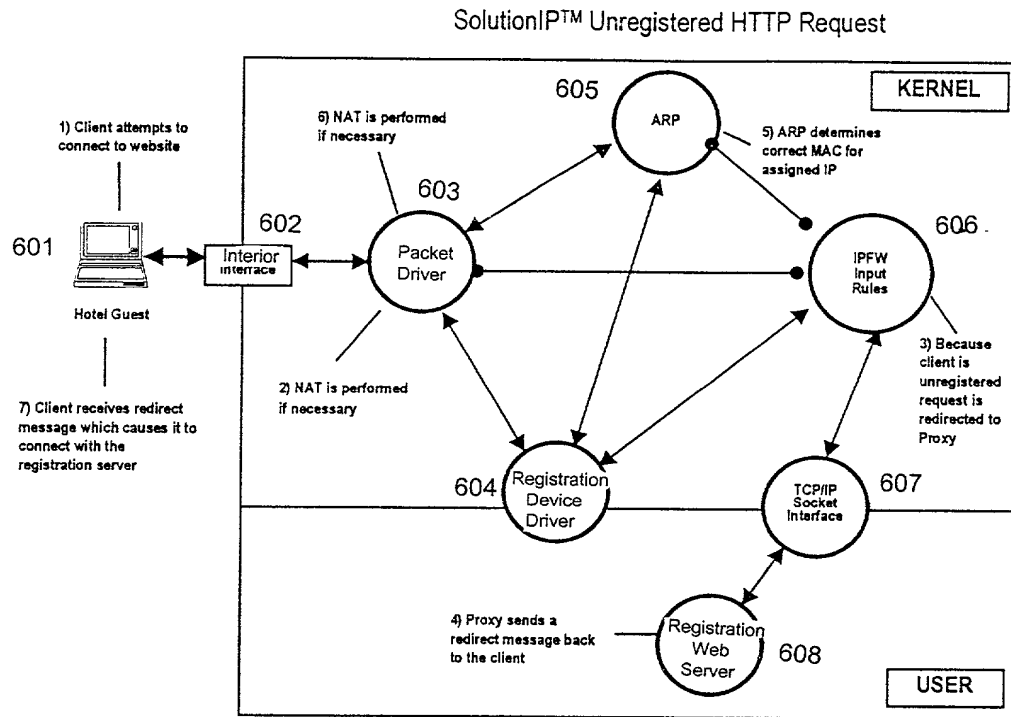 SolutionIP™ Unregistered HTTP Request
KERNEL
605
ARP
1) Client attempts to
connect to website
6) NAT is performed
if necessary
5) ARP determines
correct MAC for
assigned IP
603
602
606
601
Interior
Interface
Packet
Driver
IPFW
Input
Rules
Hotel Guest
2) NAT is performed
if necessary
3) Because
client is
unregistered
request is
redirected to
Proxy
7) Client receives redirect
message which causes it to
connect with the
registration server
604
Registration
Device
Driver
TCP/IP
Socket
Interface
607
4) Proxy sends a
redirect message back
to the client
Registration
Web
Server
608
USER